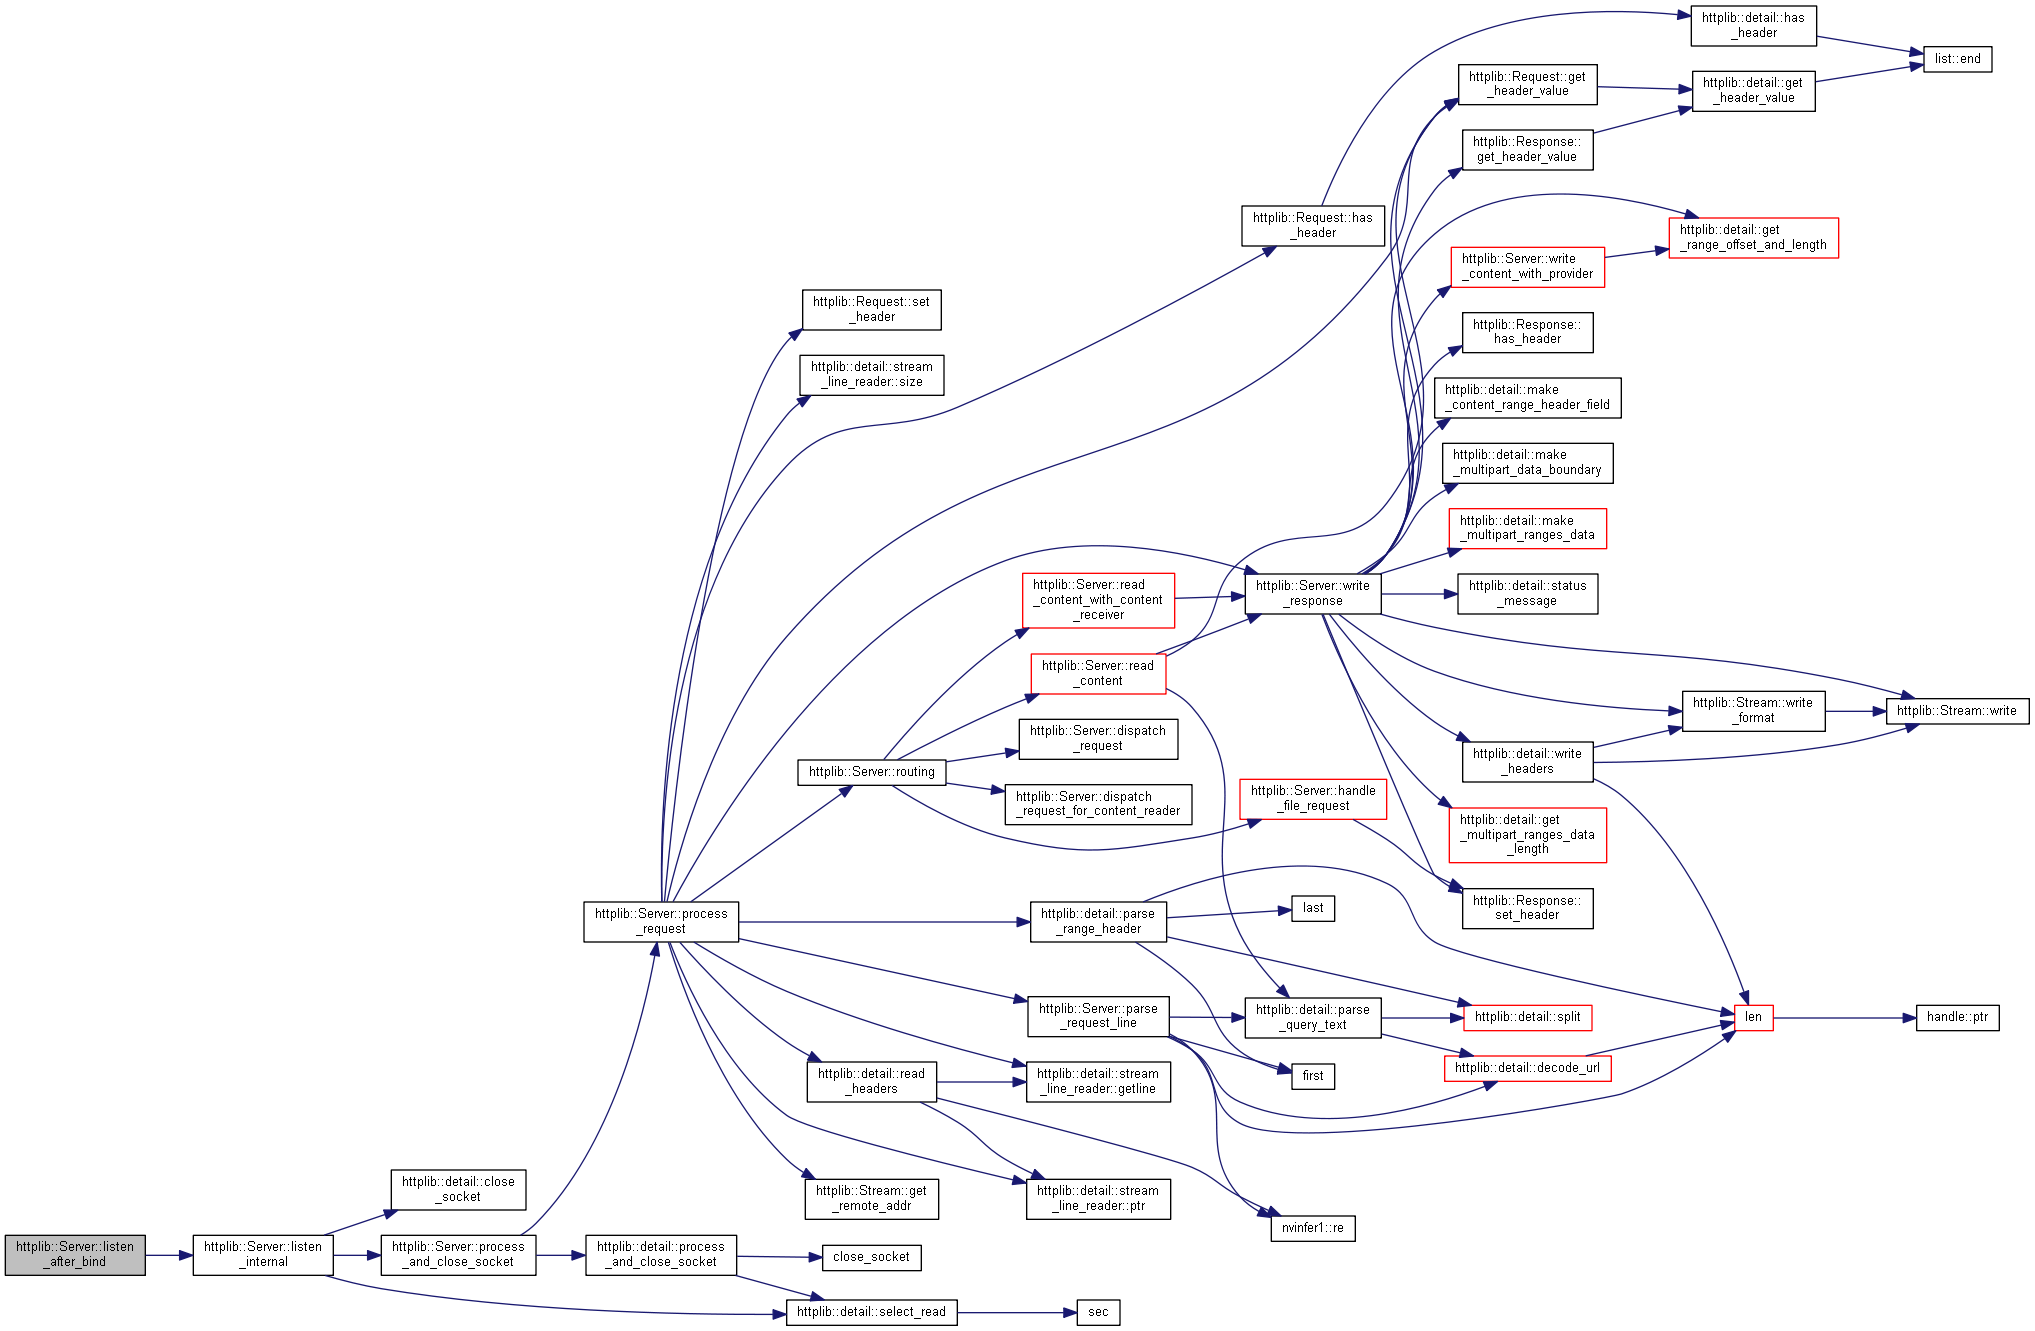 httplib::Server::listen
_after_bind
httplib::Server::listen
_internal
httplib::detail::close
_socket
httplib::Server::process
_and_close_socket
httplib::Server::process
_request
httplib::detail::process
_and_close_socket
httplib::Request::set
_header
httplib::detail::stream
_line_reader::size
httplib::Server::routing
httplib::detail::read
_headers
httplib::Stream::get
_remote_addr
close_socket
httplib::detail::select_read
httplib::Server::read
_content_with_content
_receiver
httplib::Server::read
_content
httplib::Server::dispatch
_request
httplib::Server::dispatch
_request_for_content_reader
httplib::detail::parse
_range_header
httplib::Server::parse
_request_line
httplib::detail::stream
_line_reader::getline
httplib::detail::stream
_line_reader::ptr
sec
httplib::Request::has
_header
httplib::Server::write
_response
httplib::Server::handle
_file_request
last
httplib::detail::parse
_query_text
first
nvinfer1::re
httplib::Request::get
_header_value
httplib::Response::
get_header_value
httplib::Server::write
_content_with_provider
httplib::Response::
has_header
httplib::detail::make
_content_range_header_field
httplib::detail::make
_multipart_data_boundary
httplib::detail::make
_multipart_ranges_data
httplib::detail::status
_message
httplib::detail::write
_headers
httplib::detail::get
_multipart_ranges_data
_length
httplib::Response::
set_header
httplib::detail::split
httplib::detail::decode_url
httplib::detail::has
_header
httplib::detail::get
_header_value
httplib::detail::get
_range_offset_and_length
httplib::Stream::write
_format
len
list::end
httplib::Stream::write
handle::ptr